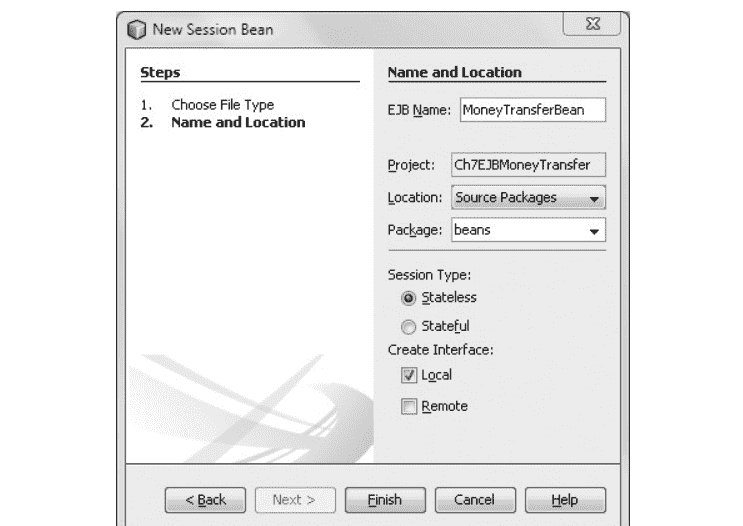 New Session Bean
Steps
1. Choose File Type
2. Name and Location
Name and Location
EJB Name: MoneyTransferBean
Project: Ch7EJBMoneyTransfer
Location: Source Packages
Package: beans
Session Type:
Stateless
Stateful
Create Interface:
Local
Remote
< Back Next > Finish Cancel Help